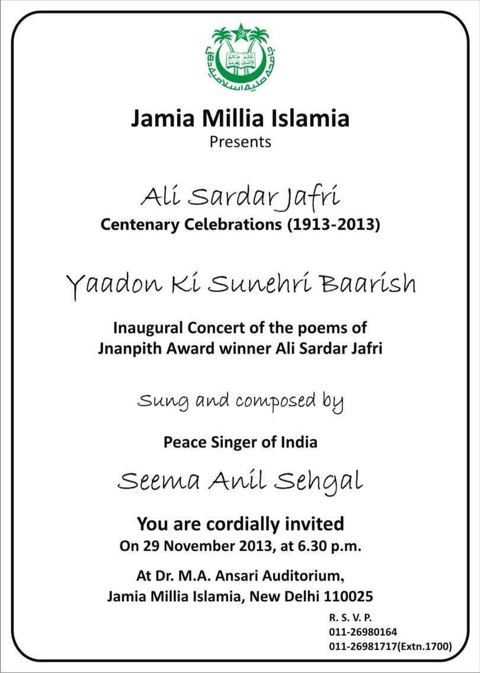 Jamia Millia Islamia
Presents
Ali Sardar Jafri
Centenary Celebrations (1913-2013)
Yaadon Ki Sunehri Baarish
Inaugural Concert of the poems of
Jnanpith Award winner Ali Sardar Jafri
Sung and composed by
Peace Singer of India
Seema Anil Sehgal
You are cordially invited
On 29 November 2013, at 6.30 p.m.
At Dr. M.A. Ansari Auditorium,
Jamia Millia Islamia, New Delhi 110025
R. S. V. P.
011-26980164
011-26981717(Extn.1700)